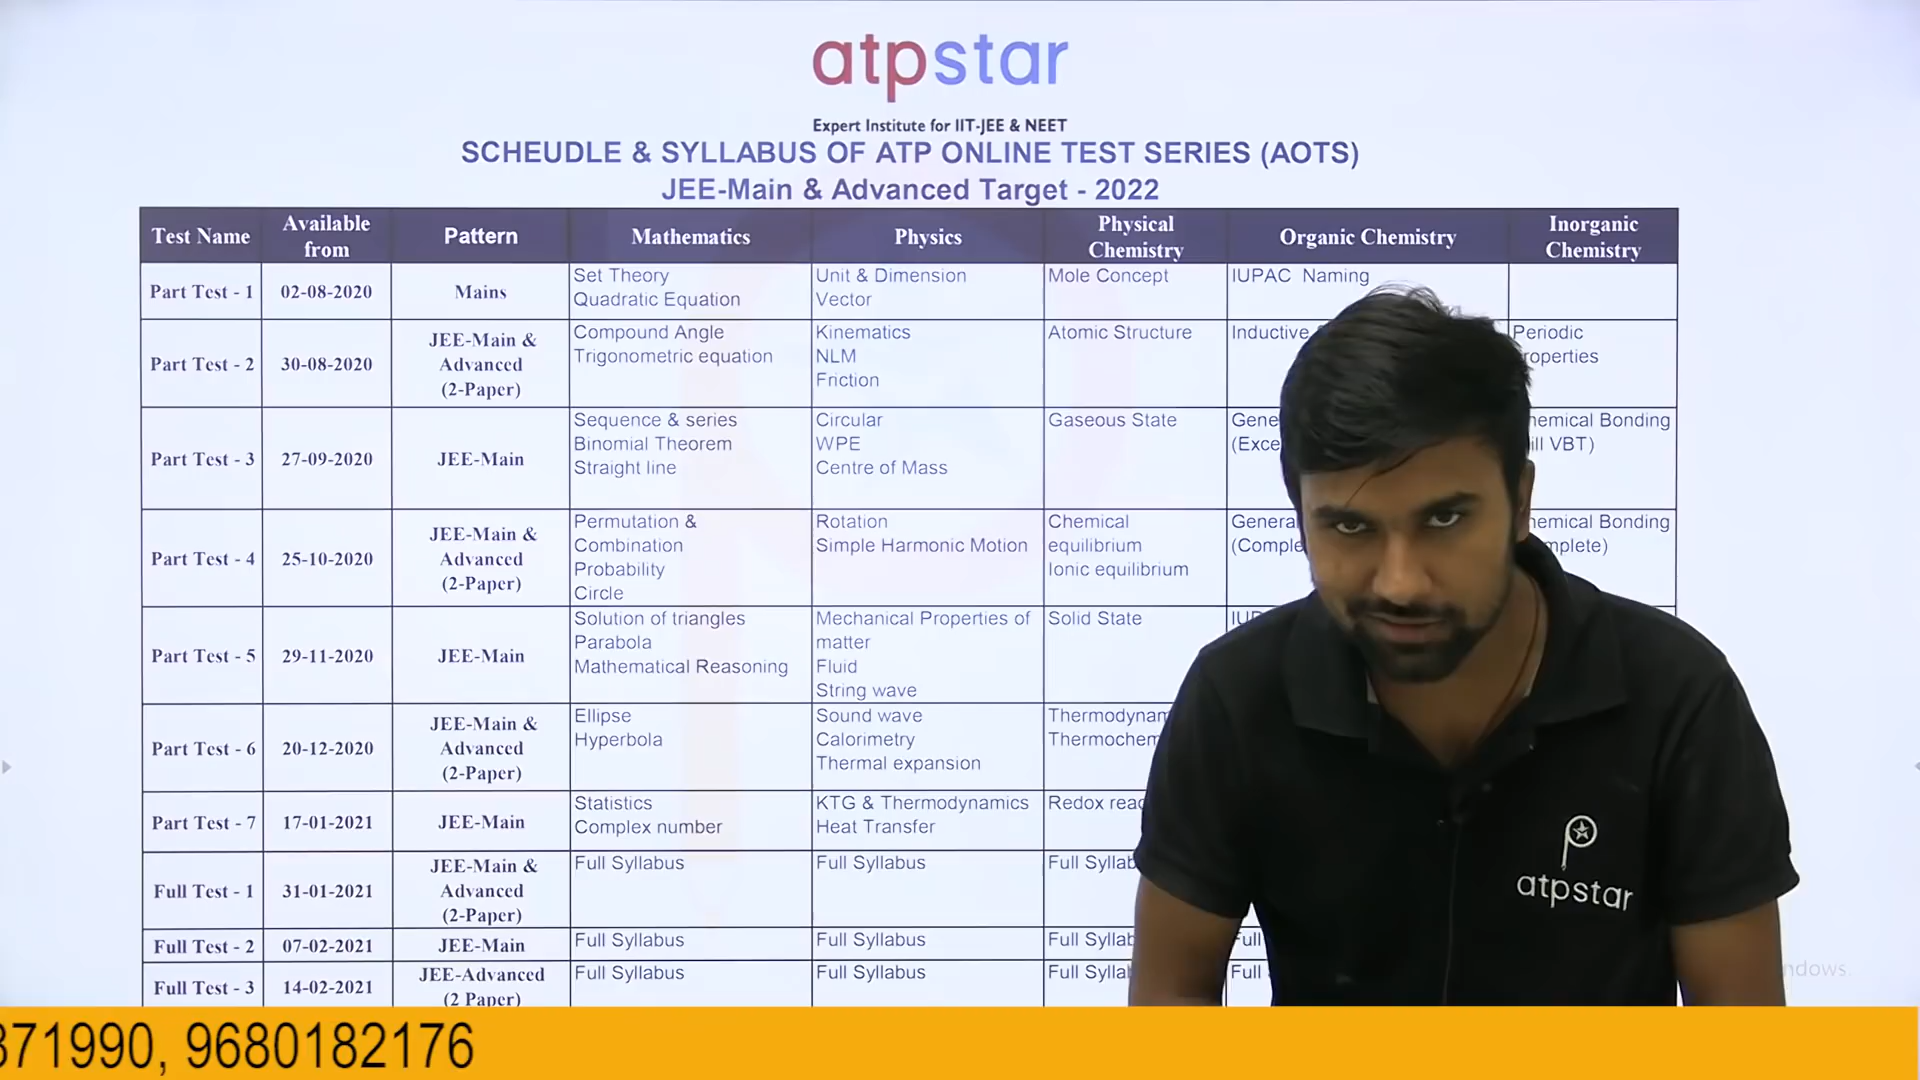 atpstar
Expert Institute for IIT-JEE & NEET
SCHEUDLE & SYLLABUS OF ATP ONLINE TEST SERIES (AOTS)
JEE-Main & Advanced Target - 2022
Test Name
Available
from
Pattern
Mathematics
Physics
Physical
Chemistry
Organic Chemistry
Inorganic
Chemistry
Part Test - 1
02-08-2020
Mains
Set Theory
Quadratic Equation
Unit & Dimension
Vector
Mole Concept
IUPAC Naming
Part Test - 2
30-08-2020
JEE-Main &
Advanced
(2-Paper)
Compound Angle
Trigonometric equation
Kinematics
NLM
Friction
Atomic Structure
Inductive
Periodic
roperties
Part Test - 3
27-09-2020
JEE-Main
Sequence & series
Binomial Theorem
Straight line
Circular
WPE
Centre of Mass
Gaseous State
Gene
(Exce
hemical Bonding
ill VBT)
Part Test - 4
25-10-2020
JEE-Main &
Advanced
(2-Paper)
Permutation &
Combination
Probability
Circle
Rotation
Simple Harmonic Motion
Chemical
equilibrium
Ionic equilibrium
General
(Comple
hemical Bonding
mplete)
Part Test - 5
29-11-2020
JEE-Main
Solution of triangles
Parabola
Mathematical Reasoning
Mechanical Properties of
matter
Fluid
String wave
Solid State
IUP
Part Test - 6
20-12-2020
JEE-Main &
Advanced
(2-Paper)
Ellipse
Hyperbola
Sound wave
Calorimetry
Thermal expansion
Thermodynam
Thermochem
Part Test - 7
17-01-2021
JEE-Main
Statistics
Complex number
KTG & Thermodynamics
Heat Transfer
Redox reac
Full Test - 1
31-01-2021
JEE-Main &
Advanced
(2-Paper)
Full Syllabus
Full Syllabus
Full Syllab
Full Test - 2
07-02-2021
JEE-Main
Full Syllabus
Full Syllabus
Full Syllab
Full
Full Test - 3
14-02-2021
JEE-Advanced
(2 Paper)
Full Syllabus
Full Syllabus
Full Sylla
Full
ndows.
atpstar
371990, 9680182176